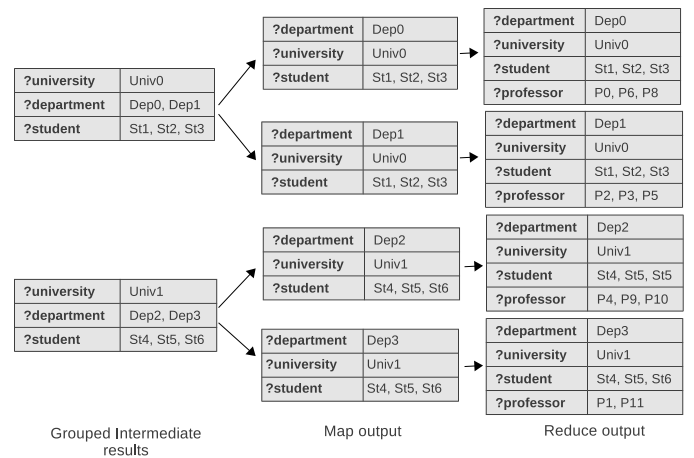 ?university Univ0
?department Dep0, Dep1
?student St1, St2, St3
?university Univ1
?department Dep2, Dep3
?student St4, St5, St6
Grouped Intermediate
results
?department Dep0
?university Univ0
?student St1, St2, St3
?department Dep1
?university Univ0
?student St1, St2, St3
?department Dep2
?university Univ1
?student St4, St5, St6
?department Dep3
?university Univ1
?student St4, St5, St6
Map output
?department Dep0
?university Univ0
?student St1, St2, St3
?professor P0, P6, P8
?department Dep1
?university Univ0
?student St1, St2, St3
?professor P2, P3, P5
?department Dep2
?university Univ1
?student St4, St5, St5
?professor P4, P9, P10
?department Dep3
?university Univ1
?student St4, St5, St6
?professor P1, P11
Reduce output